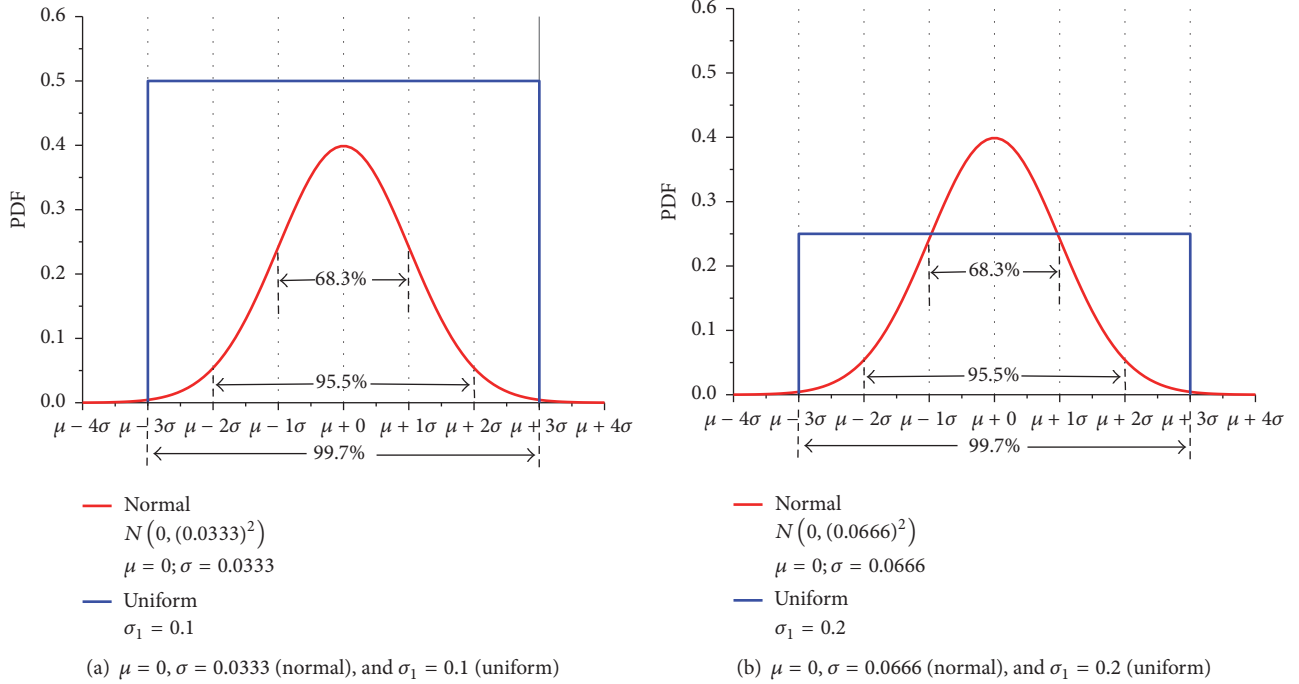 0.6
0.5
0.4
0.3
0.2
0.1
0.0
PDF
68.3%
95.5%
μ − 4σ μ − 3σ μ − 2σ μ − 1σ μ + 0 μ + 1σ μ + 2σ μ + 3σ μ + 4σ
99.7%
Normal
N(0, (0.0333)²)
μ = 0; σ = 0.0333
Uniform
σ₁ = 0.1
(a) μ = 0, σ = 0.0333 (normal), and σ₁ = 0.1 (uniform)
0.6
0.5
0.4
0.3
0.2
0.1
0.0
PDF
68.3%
95.5%
μ − 4σ μ − 3σ μ − 2σ μ − 1σ μ + 0 μ + 1σ μ + 2σ μ + 3σ μ + 4σ
99.7%
Normal
N(0, (0.0666)²)
μ = 0; σ = 0.0666
Uniform
σ₁ = 0.2
(b) μ = 0, σ = 0.0666 (normal), and σ₁ = 0.2 (uniform)